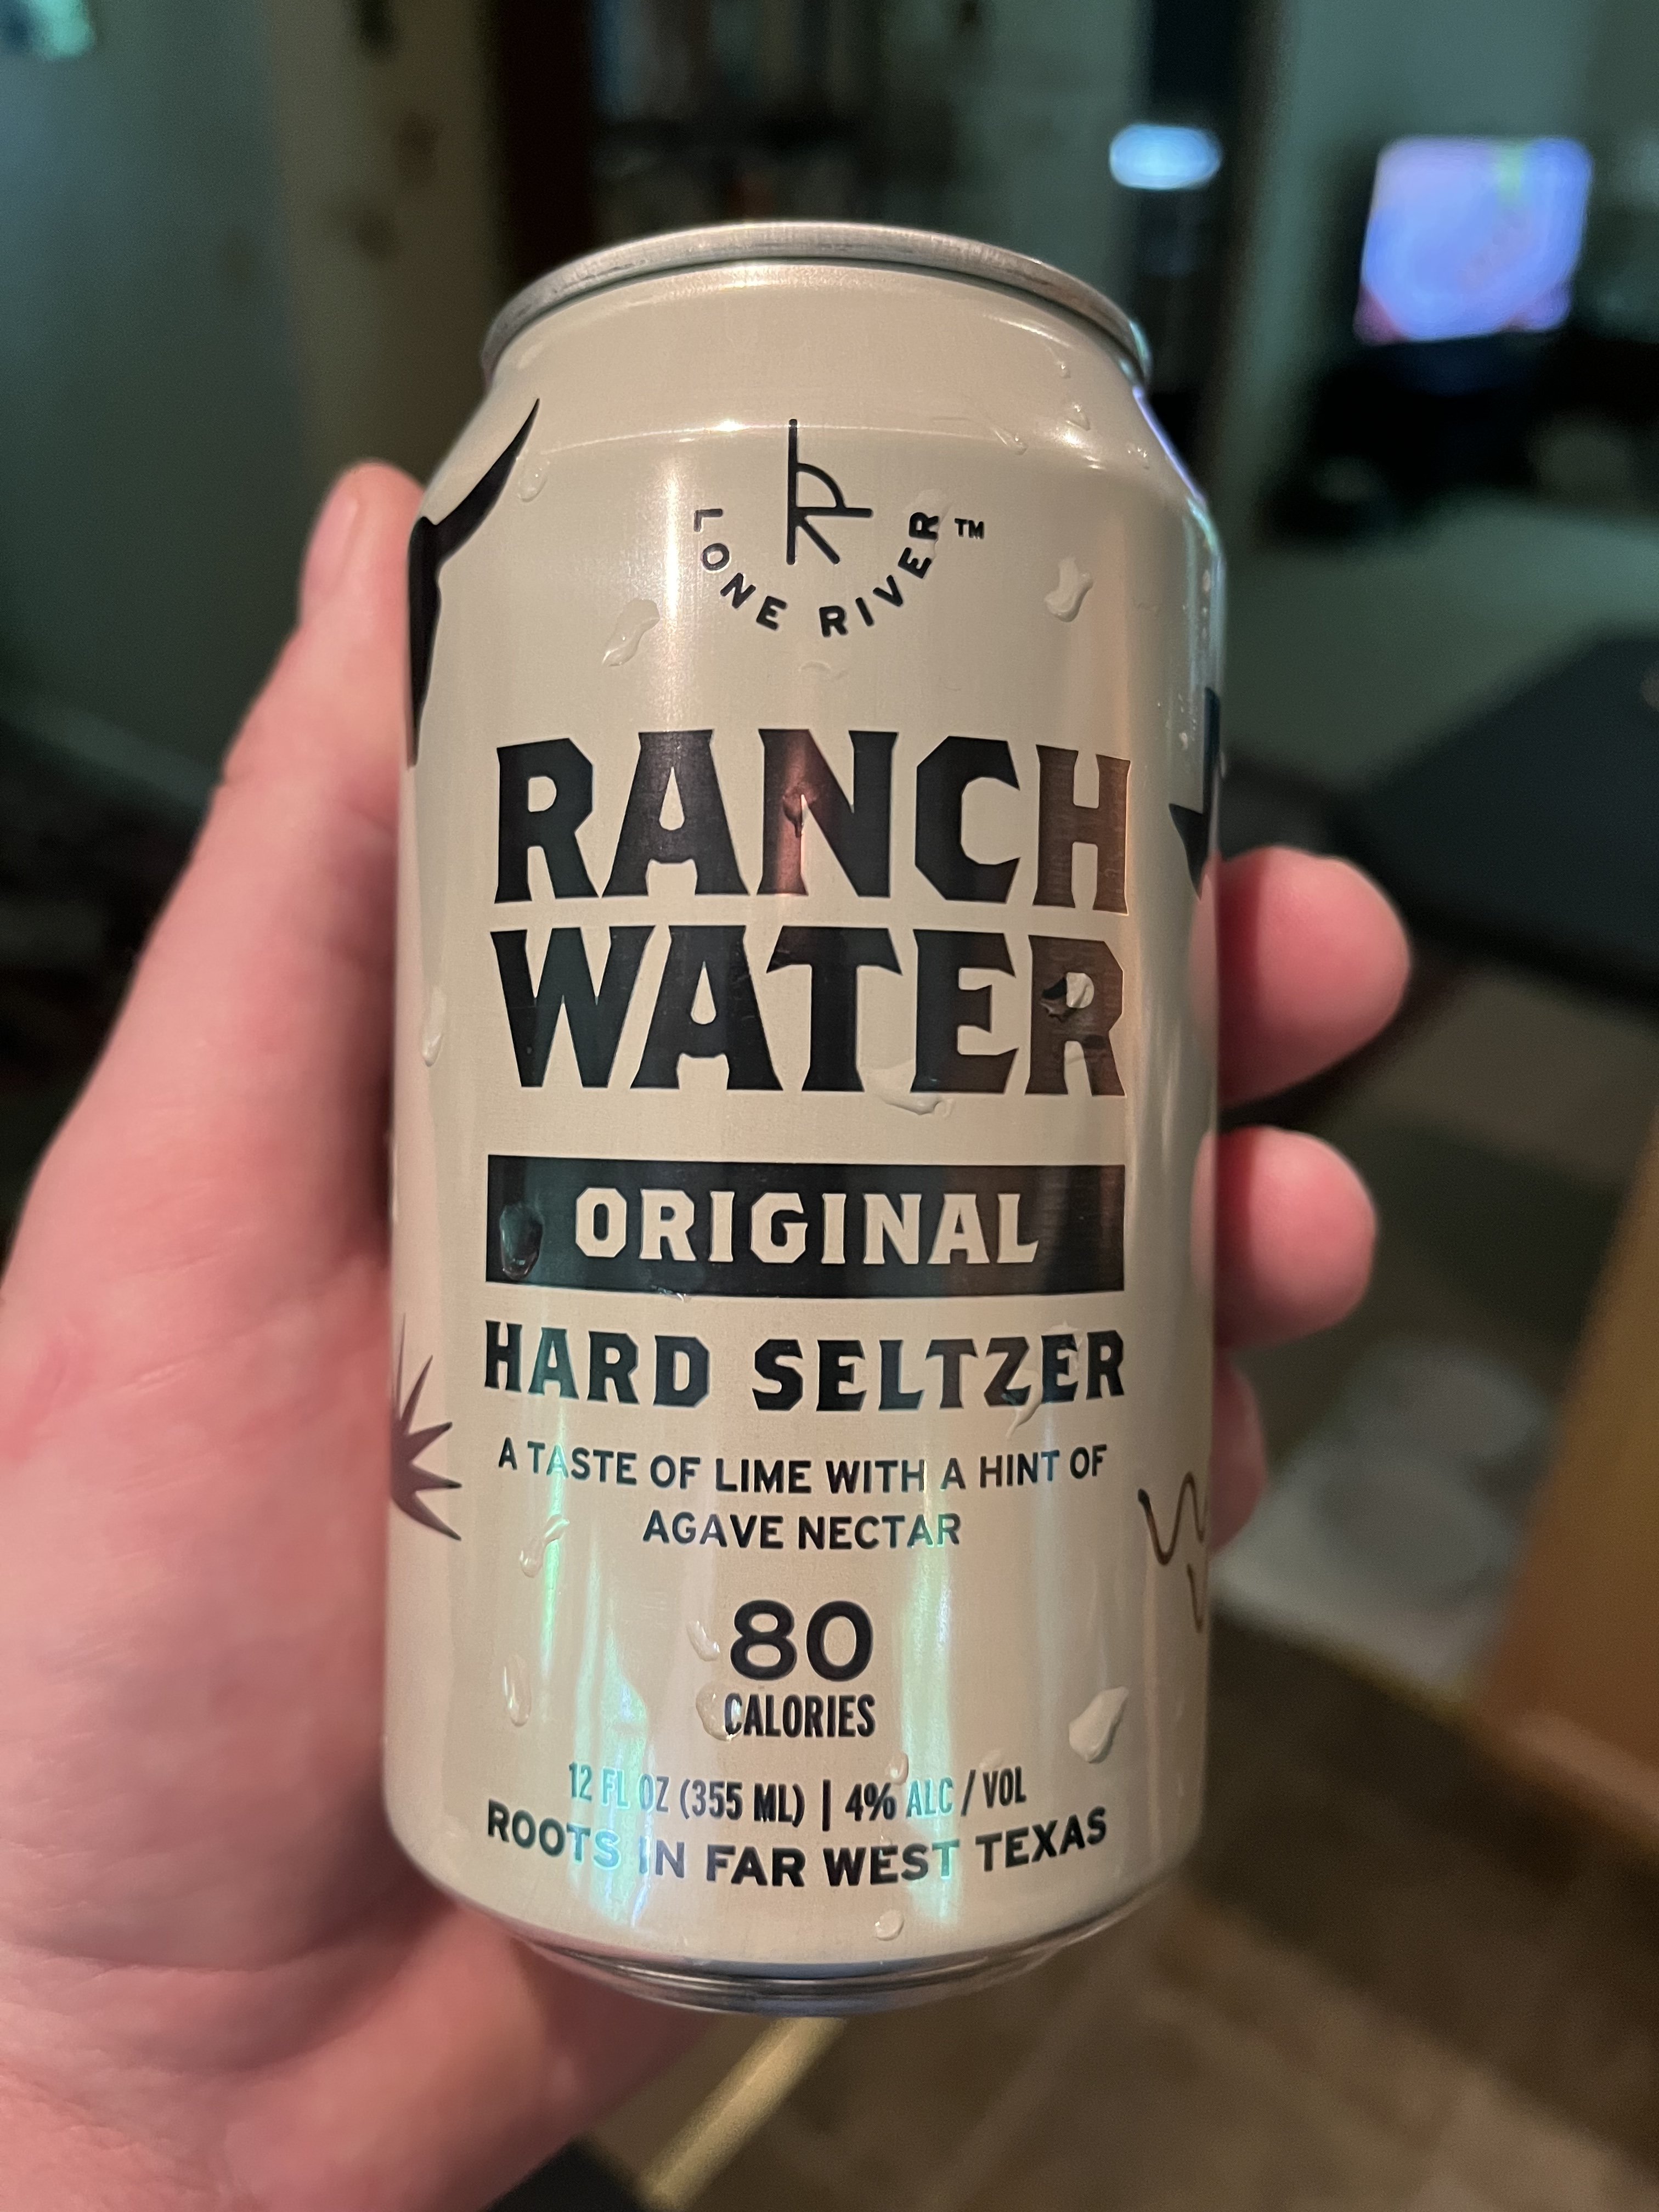 LONE RIVER™
RANCH
WATER
ORIGINAL
HARD SELTZER
A TASTE OF LIME WITH A HINT OF
AGAVE NECTAR
80
CALORIES
12 FL OZ (355 ML) | 4% ALC / VOL
ROOTS IN FAR WEST TEXAS